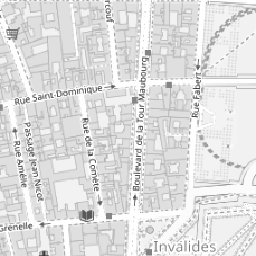 rcouf
Rue Saint-Dominique
Boulevard de la Tour Maubourg
Rue Fabert
Passage Jean Nicot
Rue Amélie
Rue de la Comète
Grenelle
Invalides